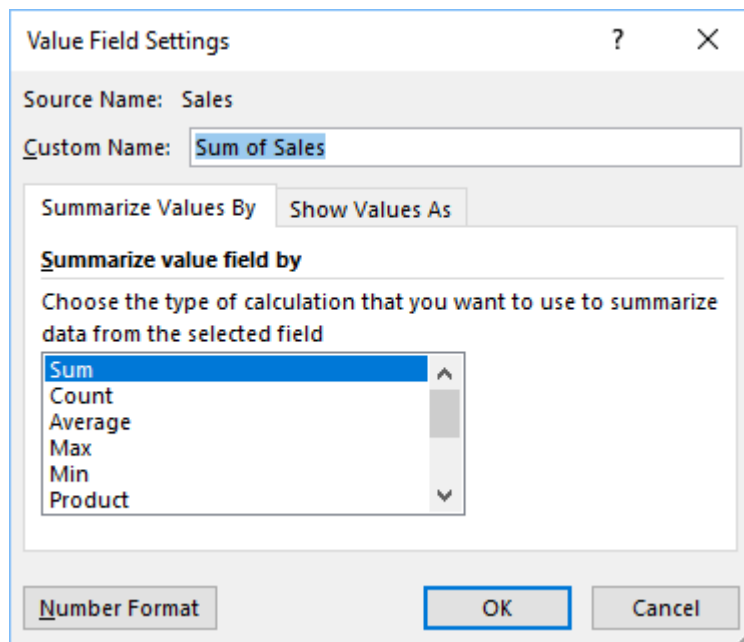 Value Field Settings ?
Source Name: Sales
Custom Name: Sum of Sales
Summarize Values By Show Values As
Summarize value field by
Choose the type of calculation that you want to use to summarize
data from the selected field
Sum
Count
Average
Max
Min
Product
Number Format OK Cancel